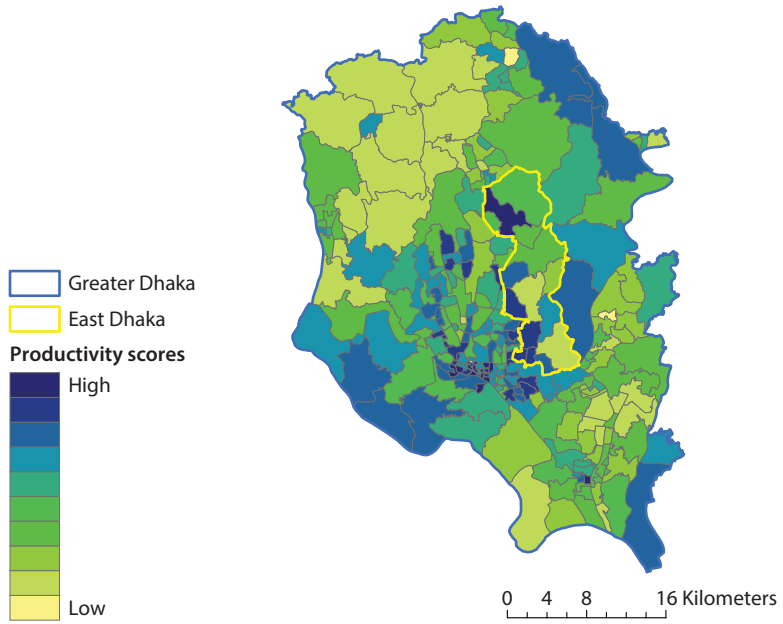 Greater Dhaka
East Dhaka
Productivity scores
High
Low
0 4 8 16 Kilometers